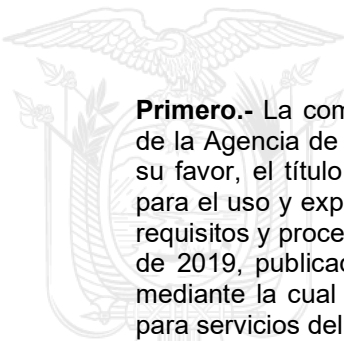 Primero.- La com
de la Agencia de
su favor, el título
para el uso y exp
requisitos y proce
de 2019, publicad
mediante la cual
para servicios del